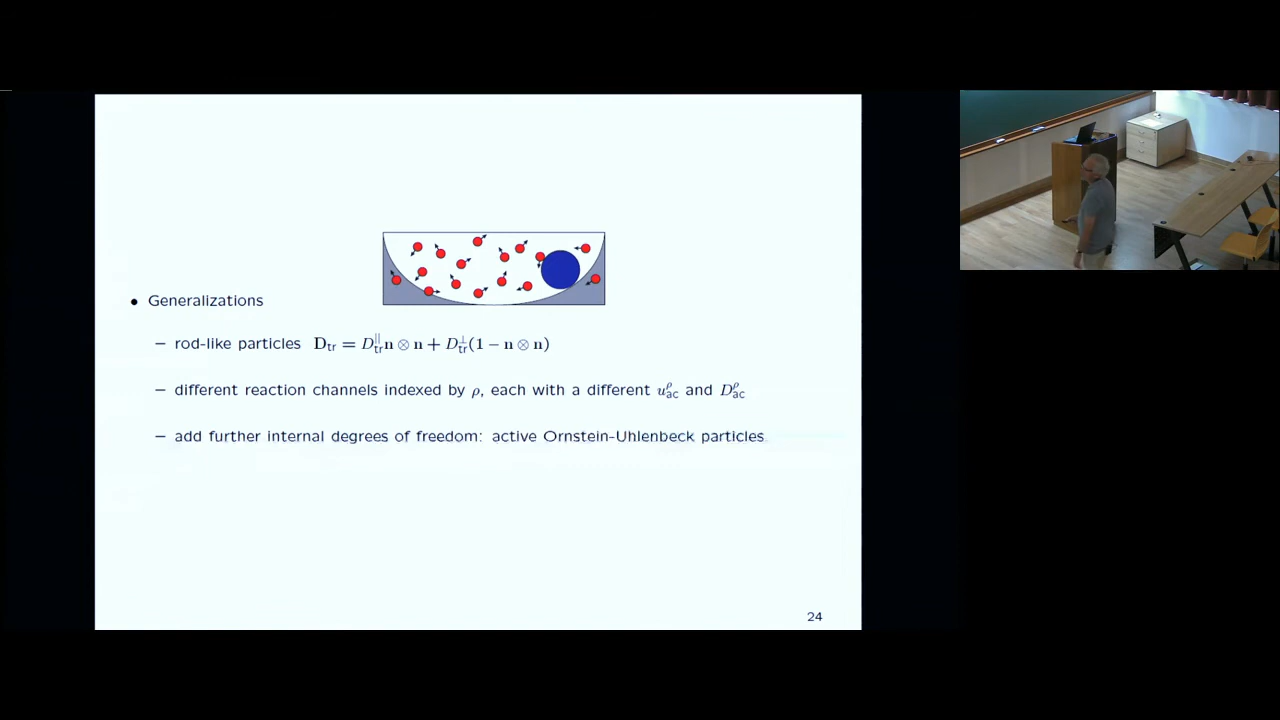 • Generalizations
– rod-like particles D_tr = D_tr^|| n ⊗ n + D_tr^⊥ (1 − n ⊗ n)
– different reaction channels indexed by ρ, each with a different u_ac^ρ and D_ac^ρ
– add further internal degrees of freedom: active Ornstein-Uhlenbeck particles
24